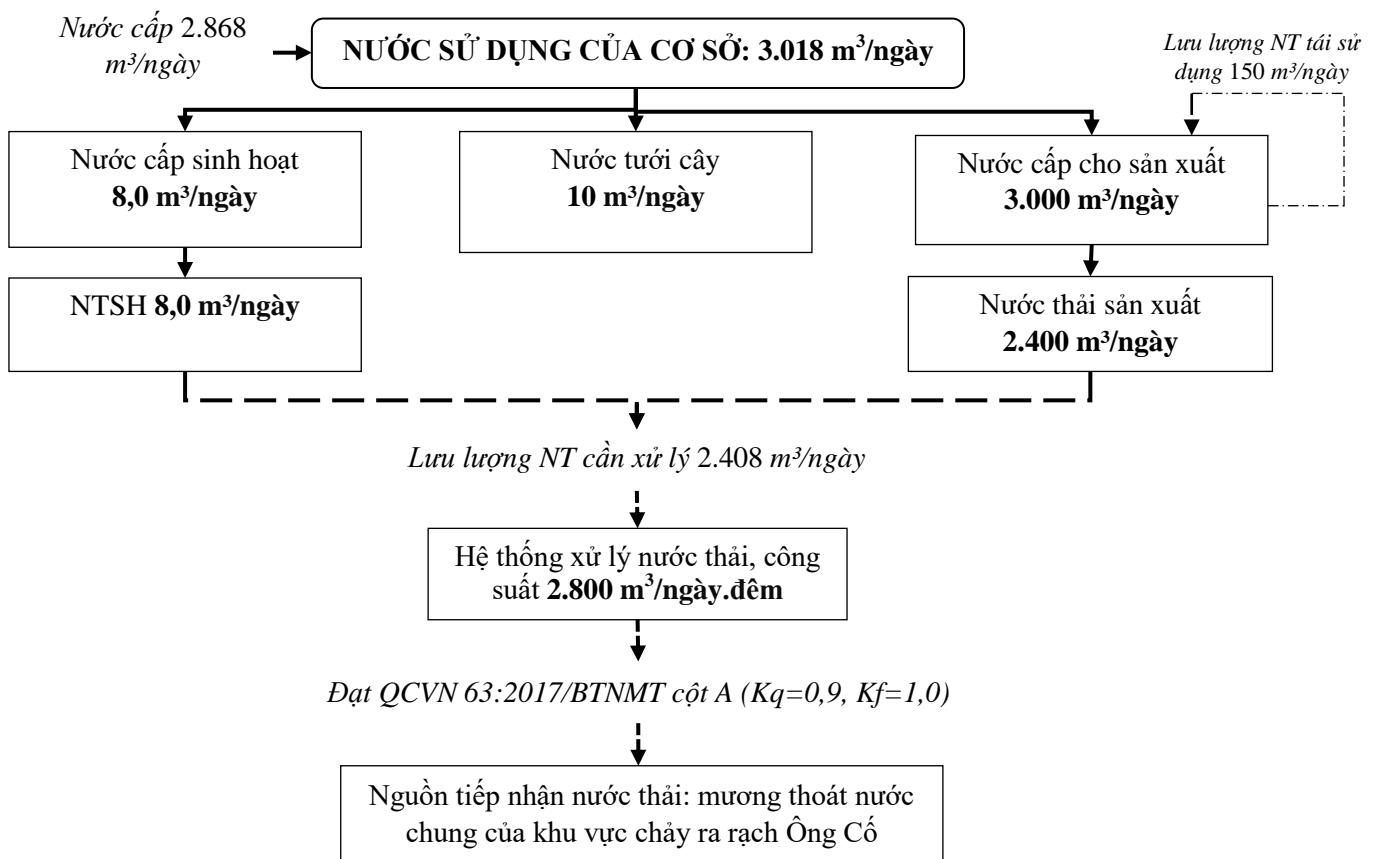 Nước cấp 2.868
m³/ngày
NƯỚC SỬ DỤNG CỦA CƠ SỞ: 3.018 m³/ngày
Lưu lượng NT tái sử
dụng 150 m³/ngày
Nước cấp sinh hoạt
8,0 m³/ngày
Nước tưới cây
10 m³/ngày
Nước cấp cho sản xuất
3.000 m³/ngày
NTSH 8,0 m³/ngày
Nước thải sản xuất
2.400 m³/ngày
Lưu lượng NT cần xử lý 2.408 m³/ngày
Hệ thống xử lý nước thải, công
suất 2.800 m³/ngày.đêm
Đạt QCVN 63:2017/BTNMT cột A (Kq=0,9, Kf=1,0)
Nguồn tiếp nhận nước thải: mương thoát nước
chung của khu vực chảy ra rạch Ông Cố